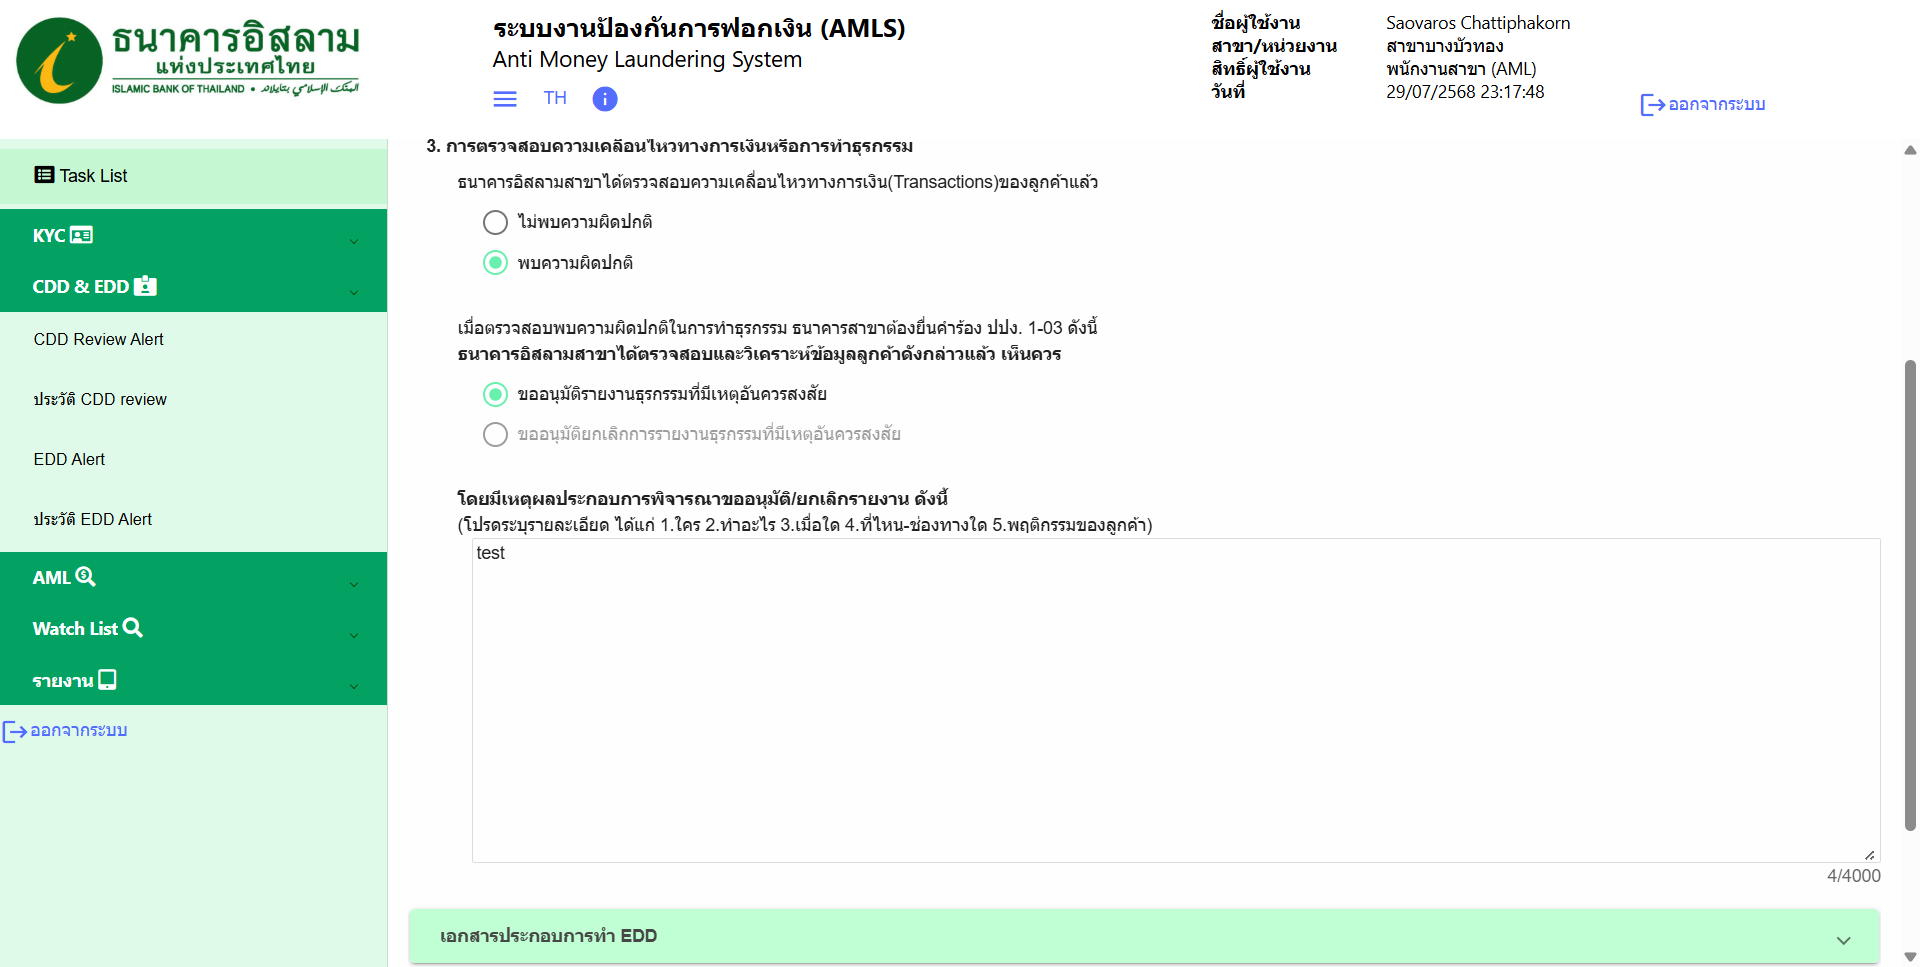 ธนาคารอิสลาม
แห่งประเทศไทย
ISLAMIC BANK OF THAILAND •
ระบบงานป้องกันการฟอกเงิน (AMLS)
Anti Money Laundering System
TH
ชื่อผู้ใช้งาน Saovaros Chattiphakorn
สาขา/หน่วยงาน สาขาบางบัวทอง
สิทธิ์ผู้ใช้งาน พนักงานสาขา (AML)
วันที่ 29/07/2568 23:17:48
ออกจากระบบ
Task List
KYC
CDD & EDD
CDD Review Alert
ประวัติ CDD review
EDD Alert
ประวัติ EDD Alert
AML
Watch List
รายงาน
ออกจากระบบ
3. การตรวจสอบความเคลื่อนไหวทางการเงินหรือการทำธุรกรรม
ธนาคารอิสลามสาขาได้ตรวจสอบความเคลื่อนไหวทางการเงิน(Transactions)ของลูกค้าแล้ว
ไม่พบความผิดปกติ
พบความผิดปกติ
เมื่อตรวจสอบพบความผิดปกติในการทำธุรกรรม ธนาคารสาขาต้องยื่นคำร้อง ปปง. 1-03 ดังนี้
ธนาคารอิสลามสาขาได้ตรวจสอบและวิเคราะห์ข้อมูลลูกค้าดังกล่าวแล้ว เห็นควร
ขออนุมัติรายงานธุรกรรมที่มีเหตุอันควรสงสัย
ขออนุมัติยกเลิกการรายงานธุรกรรมที่มีเหตุอันควรสงสัย
โดยมีเหตุผลประกอบการพิจารณาขออนุมัติ/ยกเลิกรายงาน ดังนี้
(โปรดระบุรายละเอียด ได้แก่ 1.ใคร 2.ทำอะไร 3.เมื่อใด 4.ที่ไหน-ช่องทางใด 5.พฤติกรรมของลูกค้า)
test
4/4000
เอกสารประกอบการทำ EDD